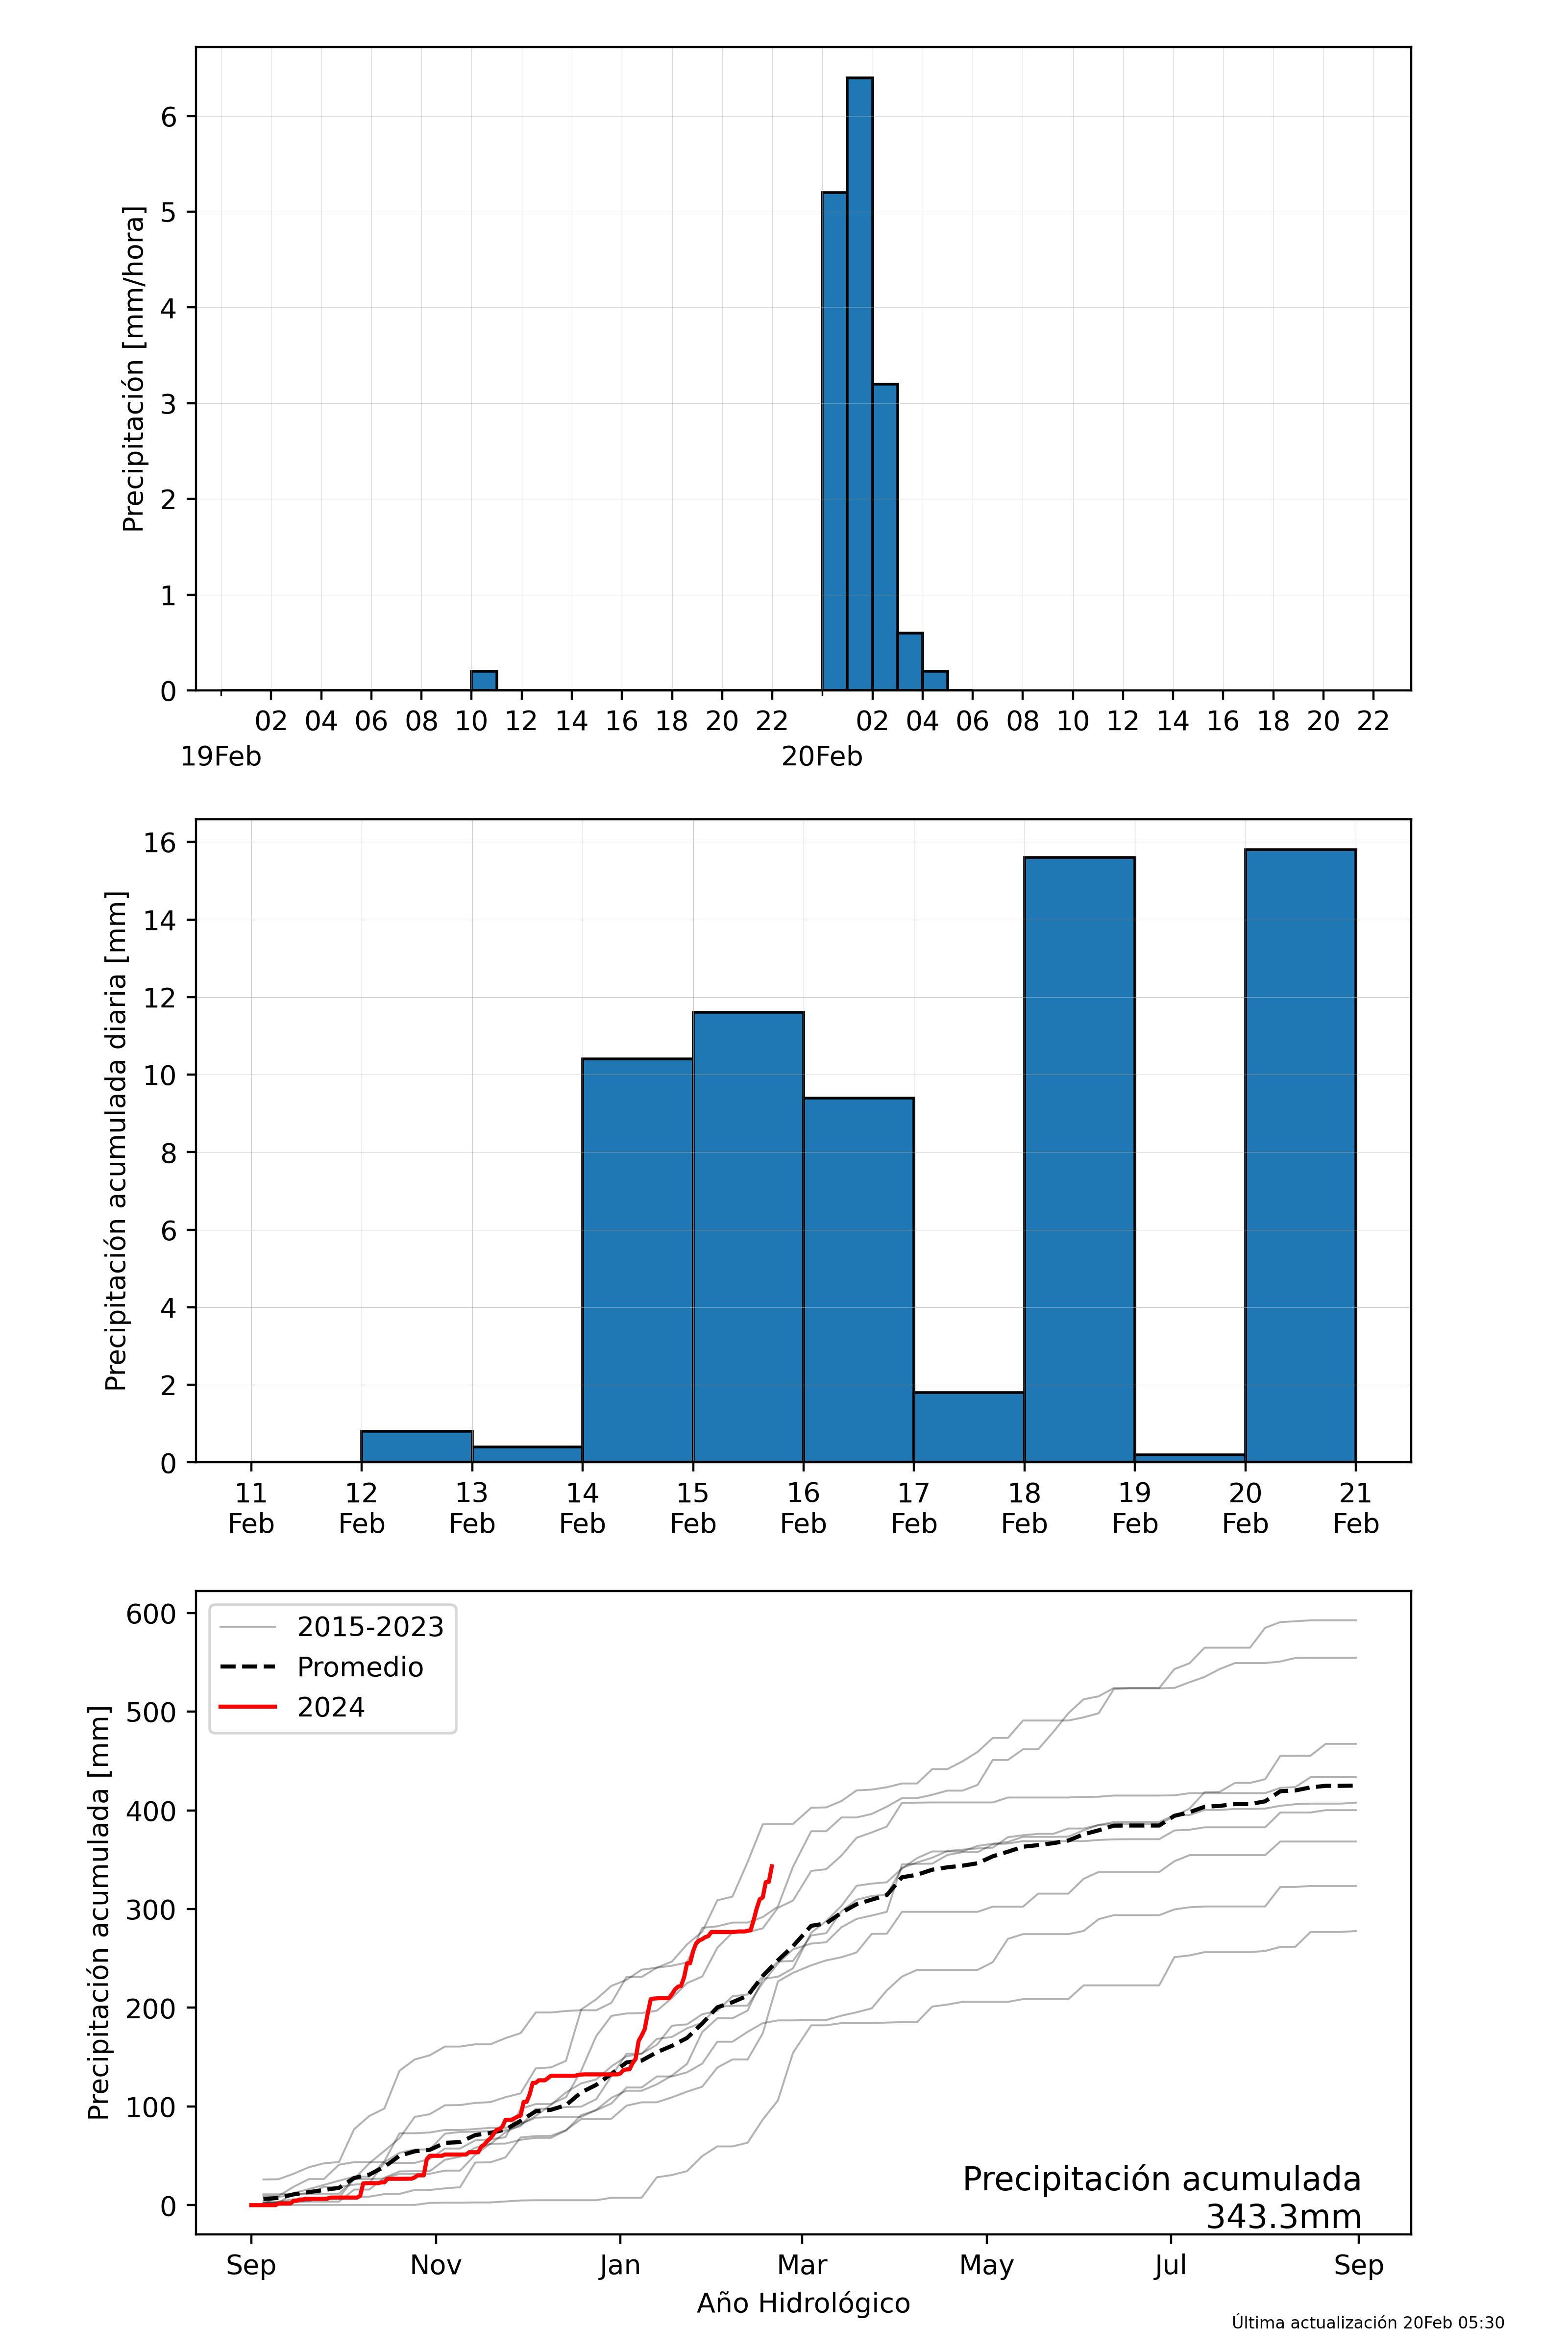 6
5
4
3
2
1
0
Precipitación [mm/hora]
02 04 06 08 10 12 14 16 18 20 22 02 04 06 08 10 12 14 16 18 20 22
19Feb 20Feb
16
14
12
10
8
6
4
2
0
Precipitación acumulada diaria [mm]
11 12 13 14 15 16 17 18 19 20 21
Feb Feb Feb Feb Feb Feb Feb Feb Feb Feb Feb
600
500
400
300
200
100
0
Precipitación acumulada [mm]
2015-2023
Promedio
2024
Precipitación acumulada
343.3mm
Sep Nov Jan Mar May Jul Sep
Año Hidrológico
Última actualización 20Feb 05:30